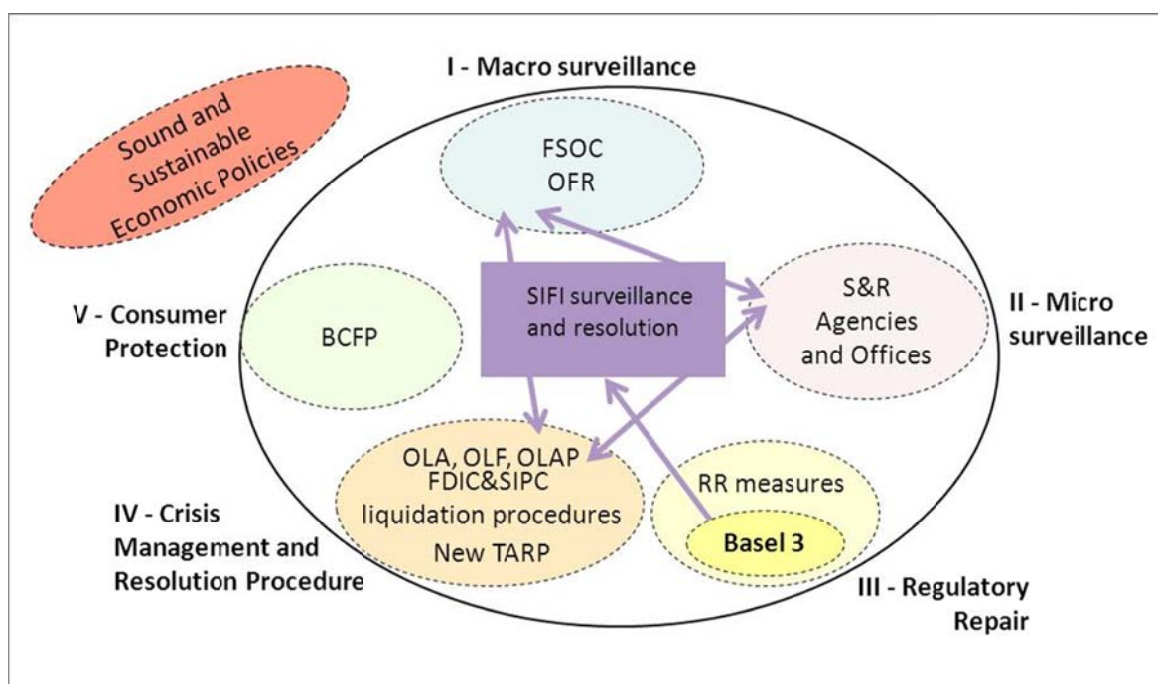 I - Macro surveillance
Sound and
Sustainable
Economic Policies
FSOC
OFR
SIFI surveillance
and resolution
S&R
Agencies
and Offices
II - Micro
surveillance
V - Consumer
Protection
BCFP
OLA, OLF, OLAP
FDIC&SIPC
liquidation procedures
New TARP
RR measures
Basel 3
IV - Crisis
Management and
Resolution Procedure
III - Regulatory
Repair